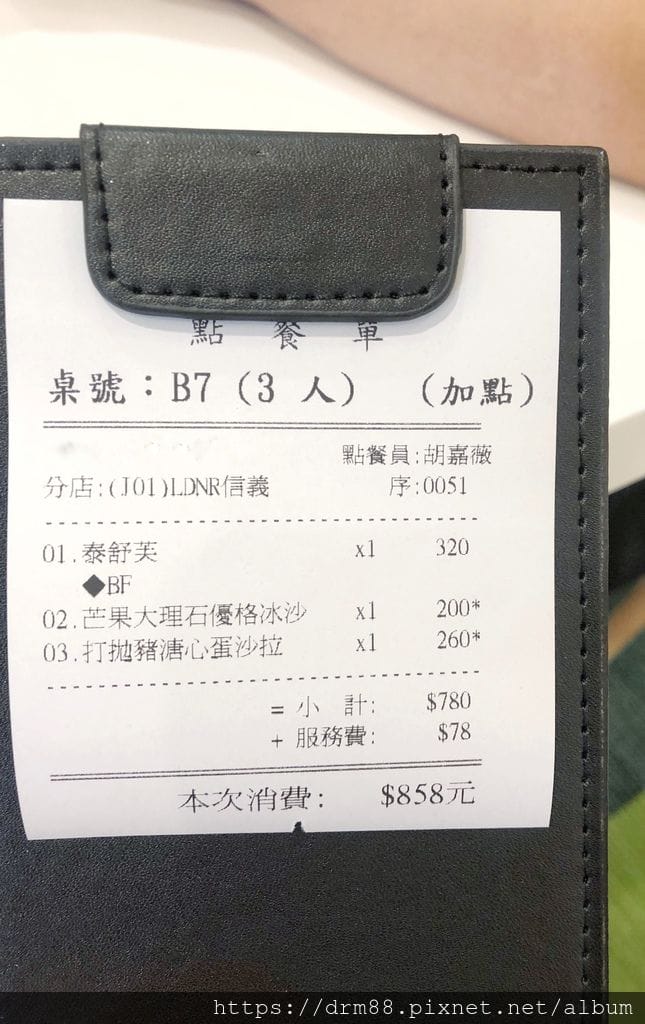 點餐單
桌號：B7 (3 人) (加點)
點餐員:胡嘉薇
分店:(J01)LDNR信義 序:0051
01.泰舒芙 x1 320
◆BF
02.芒果大理石優格冰沙 x1 200*
03.打拋豬溏心蛋沙拉 x1 260*
= 小 計: $780
+ 服務費: $78
本次消費: $858元
https://drm88.pixnet.net/album